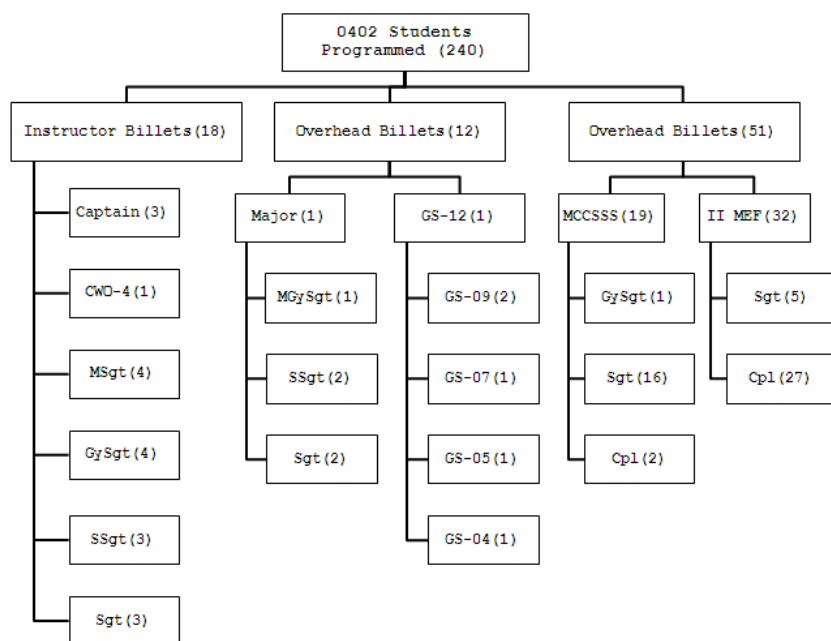 0402 Students
Programmed (240)
Instructor Billets(18)
Overhead Billets(12)
Overhead Billets(51)
Captain(3)
CWO-4(1)
MSgt(4)
GySgt(4)
SSgt(3)
Sgt(3)
Major(1)
MGySgt(1)
SSgt(2)
Sgt(2)
GS-12(1)
GS-09(2)
GS-07(1)
GS-05(1)
GS-04(1)
MCCSSS(19)
GySgt(1)
Sgt(16)
Cpl(2)
II MEF(32)
Sgt(5)
Cpl(27)